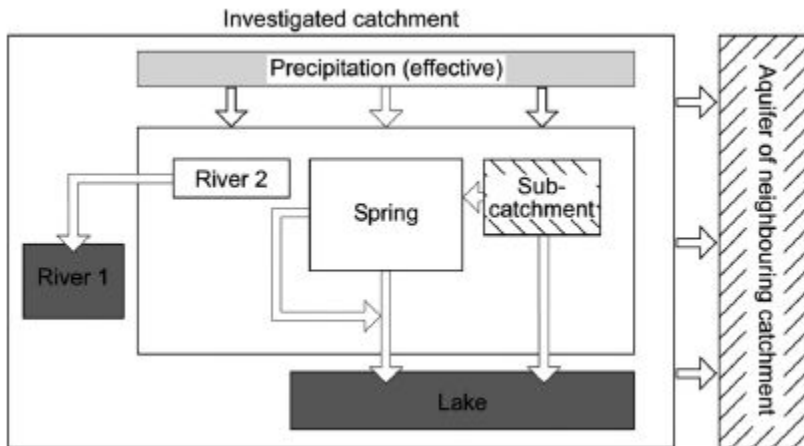 Investigated catchment
Precipitation (effective)
River 2
Spring
Sub-
catchment
River 1
Lake
Aquifer of neighbouring catchment